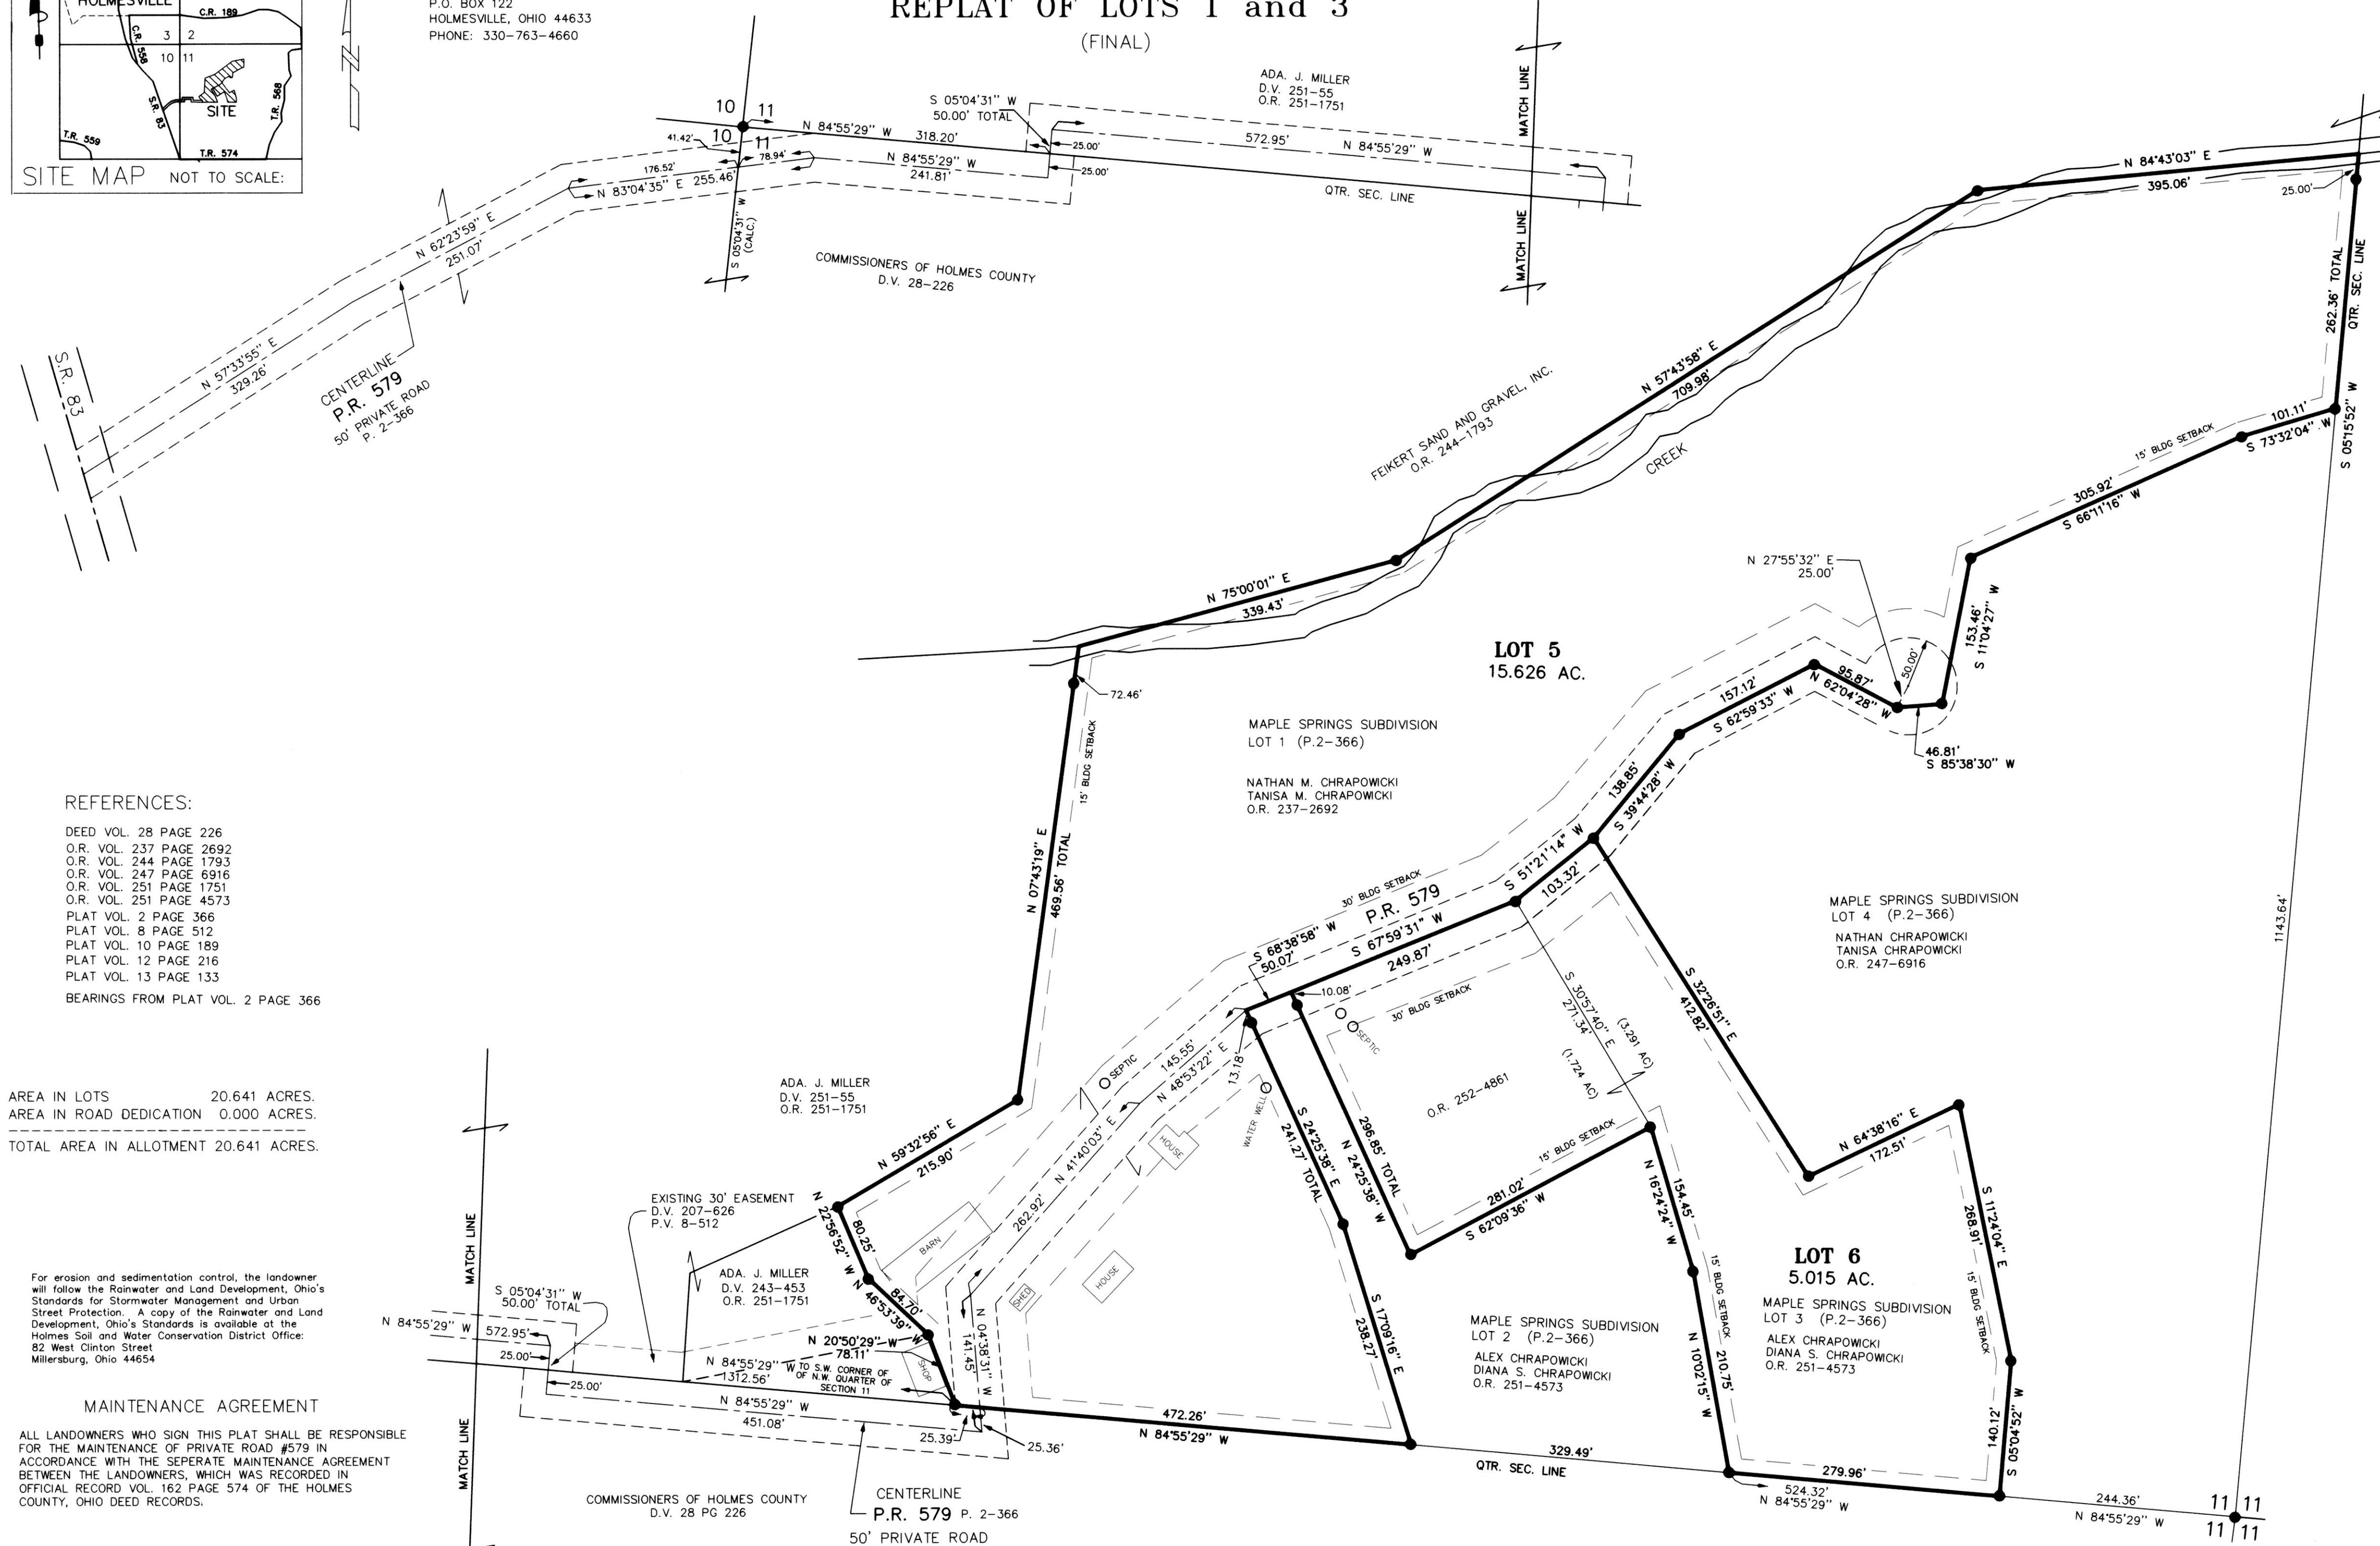 HOLMESVILLE
C.R. 189
C.R. 558
3 2
10 11
S.R. 83
SITE
T.R. 568
T.R. 559
T.R. 574
SITE MAP NOT TO SCALE:
P.O. BOX 122
HOLMESVILLE, OHIO 44633
PHONE: 330-763-4660
REPLAT OF LOTS 1 and 3
(FINAL)
10 11
10 11
41.42'
N 84°55'29" W
318.20'
S 05°04'31" W
50.00' TOTAL
ADA. J. MILLER
D.V. 251-55
O.R. 251-1751
25.00'
572.95'
N 84°55'29" W
MATCH LINE
MATCH LINE
78.94'
176.52'
N 83°04'35" E 255.46'
N 84°55'29" W
241.81'
25.00'
QTR. SEC. LINE
S 05°04'31" W
(CALC.)
COMMISSIONERS OF HOLMES COUNTY
D.V. 28-226
N 62°23'59" E
251.07'
N 57°33'55" E
329.26'
S.R. 83
CENTERLINE
P.R. 579
50' PRIVATE ROAD
P. 2-366
N 84°43'03" E
395.06'
25.00'
262.36' TOTAL
QTR. SEC. LINE
S 05°15'52" W
N 57°43'58" E
709.98'
FEIKERT SAND AND GRAVEL, INC.
O.R. 244-1793
CREEK
101.11'
S 73°32'04" W
15' BLDG SETBACK
305.92'
S 66°11'16" W
N 27°55'32" E
25.00'
153.46'
S 11°04'27" W
N 75°00'01" E
339.43'
72.46'
LOT 5
15.626 AC.
50.00'
95.87'
N 62°04'28" W
157.12'
S 62°59'33" W
46.81'
S 85°38'30" W
MAPLE SPRINGS SUBDIVISION
LOT 1 (P.2-366)
NATHAN M. CHRAPOWICKI
TANISA M. CHRAPOWICKI
O.R. 237-2692
15' BLDG SETBACK
N 07°43'19" E
469.56' TOTAL
138.85'
S 39°44'28" W
S 51°21'14" W
103.32'
30' BLDG SETBACK
P.R. 579
S 68°38'58" W
50.07'
S 67°59'31" W
249.87'
10.08'
30' BLDG SETBACK
REFERENCES:
DEED VOL. 28 PAGE 226
O.R. VOL. 237 PAGE 2692
O.R. VOL. 244 PAGE 1793
O.R. VOL. 247 PAGE 6916
O.R. VOL. 251 PAGE 1751
O.R. VOL. 251 PAGE 4573
PLAT VOL. 2 PAGE 366
PLAT VOL. 8 PAGE 512
PLAT VOL. 10 PAGE 189
PLAT VOL. 12 PAGE 216
PLAT VOL. 13 PAGE 133
BEARINGS FROM PLAT VOL. 2 PAGE 366
MAPLE SPRINGS SUBDIVISION
LOT 4 (P.2-366)
NATHAN CHRAPOWICKI
TANISA CHRAPOWICKI
O.R. 247-6916
1143.64'
S 32°26'51" E
412.82'
S 30°57'40" E
271.34'
(3.291 AC)
(1.724 AC)
SEPTIC
SEPTIC
145.55'
N 48°53'22" E
13.18'
WATER WELL
O.R. 252-4861
AREA IN LOTS 20.641 ACRES.
AREA IN ROAD DEDICATION 0.000 ACRES.
TOTAL AREA IN ALLOTMENT 20.641 ACRES.
ADA. J. MILLER
D.V. 251-55
O.R. 251-1751
N 59°32'56" E
215.90'
N 41°40'03" E
262.92'
HOUSE
S 24°25'38" E
241.27' TOTAL
296.85' TOTAL
N 24°25'38" W
15' BLDG SETBACK
281.02'
S 62°09'36" W
N 64°38'16" E
172.51'
154.45'
N 16°24'24" W
S 11°24'04" E
268.91'
EXISTING 30' EASEMENT
D.V. 207-626
P.V. 8-512
N 22°56'52" W
80.25'
BARN
HOUSE
SHED
MATCH LINE
LOT 6
5.015 AC.
MAPLE SPRINGS SUBDIVISION
LOT 3 (P.2-366)
ALEX CHRAPOWICKI
DIANA S. CHRAPOWICKI
O.R. 251-4573
15' BLDG SETBACK
15' BLDG SETBACK
For erosion and sedimentation control, the landowner
will follow the Rainwater and Land Development, Ohio's
Standards for Stormwater Management and Urban
Street Protection. A copy of the Rainwater and Land
Development, Ohio's Standards is available at the
Holmes Soil and Water Conservation District Office:
82 West Clinton Street
Millersburg, Ohio 44654
S 05°04'31" W
50.00' TOTAL
N 84°55'29" W
572.95'
25.00'
25.00'
ADA. J. MILLER
D.V. 243-453
O.R. 251-1751
84.70'
N 46°53'39" W
N 20°50'29" W
78.11'
N 84°55'29" W
1312.56'
TO S.W. CORNER OF
OF N.W. QUARTER OF
SECTION 11
SHOP
N 04°38'31" W
141.45'
S 17°09'16" E
238.27'
MAPLE SPRINGS SUBDIVISION
LOT 2 (P.2-366)
ALEX CHRAPOWICKI
DIANA S. CHRAPOWICKI
O.R. 251-4573
N 10°02'15" W
210.75'
140.12'
S 05°04'52" W
MAINTENANCE AGREEMENT
ALL LANDOWNERS WHO SIGN THIS PLAT SHALL BE RESPONSIBLE
FOR THE MAINTENANCE OF PRIVATE ROAD #579 IN
ACCORDANCE WITH THE SEPERATE MAINTENANCE AGREEMENT
BETWEEN THE LANDOWNERS, WHICH WAS RECORDED IN
OFFICIAL RECORD VOL. 162 PAGE 574 OF THE HOLMES
COUNTY, OHIO DEED RECORDS.
MATCH LINE
N 84°55'29" W
451.08'
25.39'
25.36'
472.26'
N 84°55'29" W
329.49'
QTR. SEC. LINE
279.96'
524.32'
N 84°55'29" W
244.36'
N 84°55'29" W
11 11
11 11
COMMISSIONERS OF HOLMES COUNTY
D.V. 28 PG 226
CENTERLINE
P.R. 579 P. 2-366
50' PRIVATE ROAD